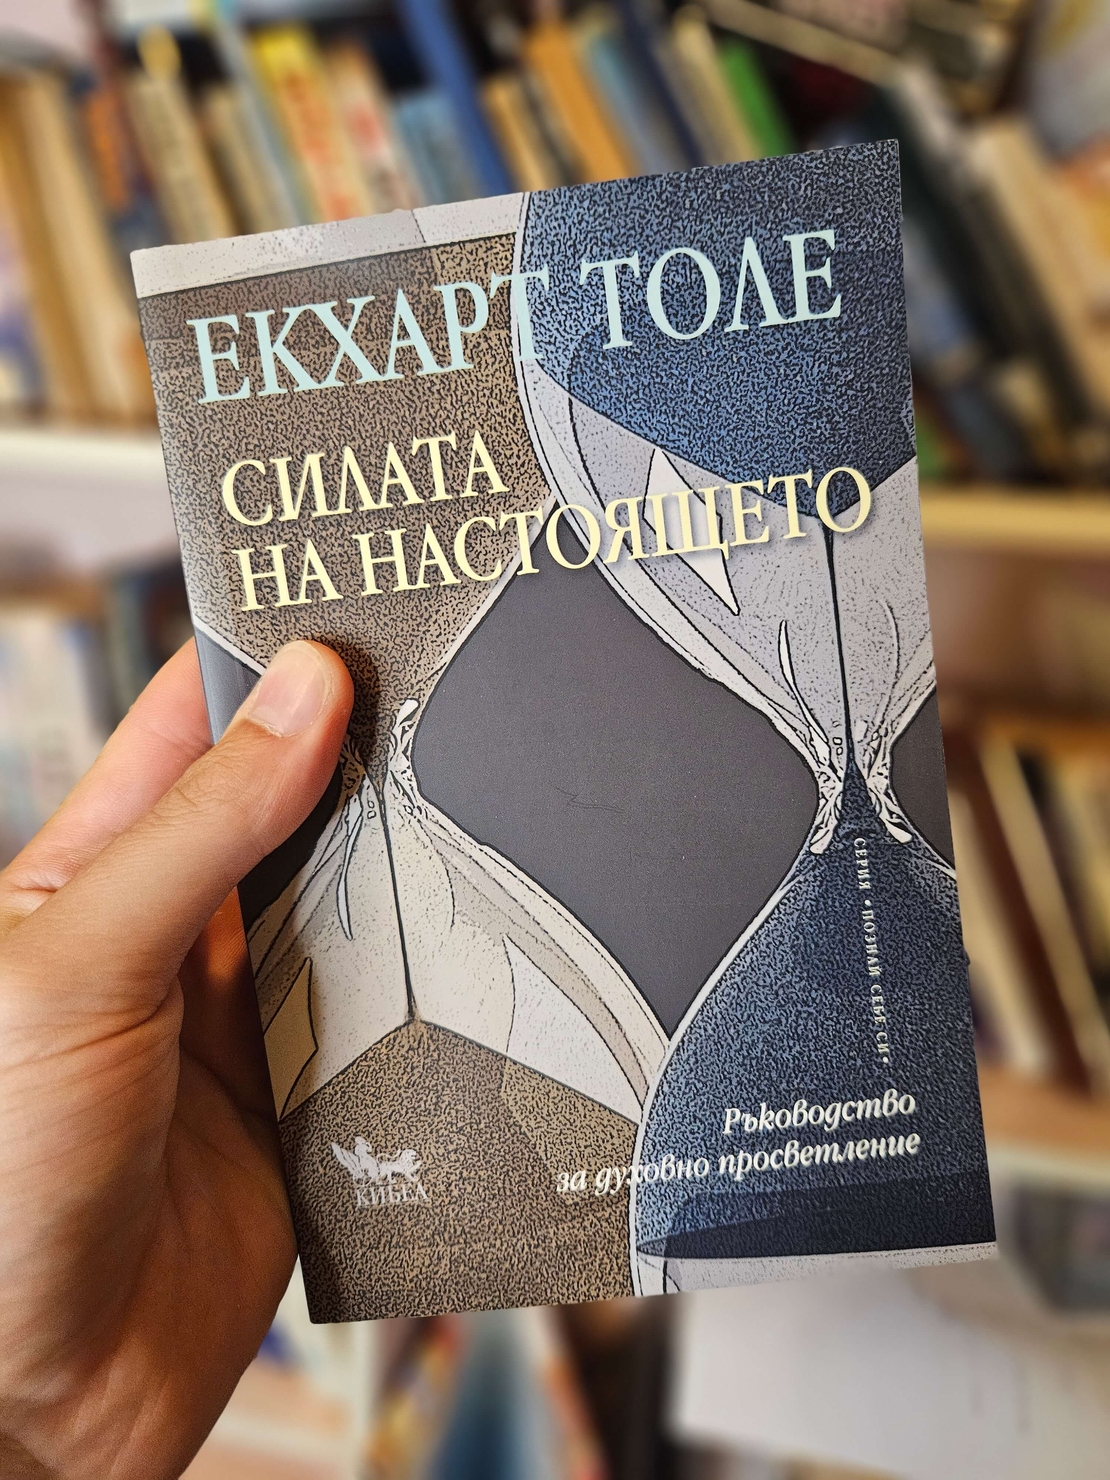 ЕКХАРТ ТОЛЕ
СИЛАТА
НА НАСТОЯЩЕТО
СЕРИЯ • ПОЗНАЙ СЕБЕ СИ •
Ръководство
за духовно просветление
КИБЕА